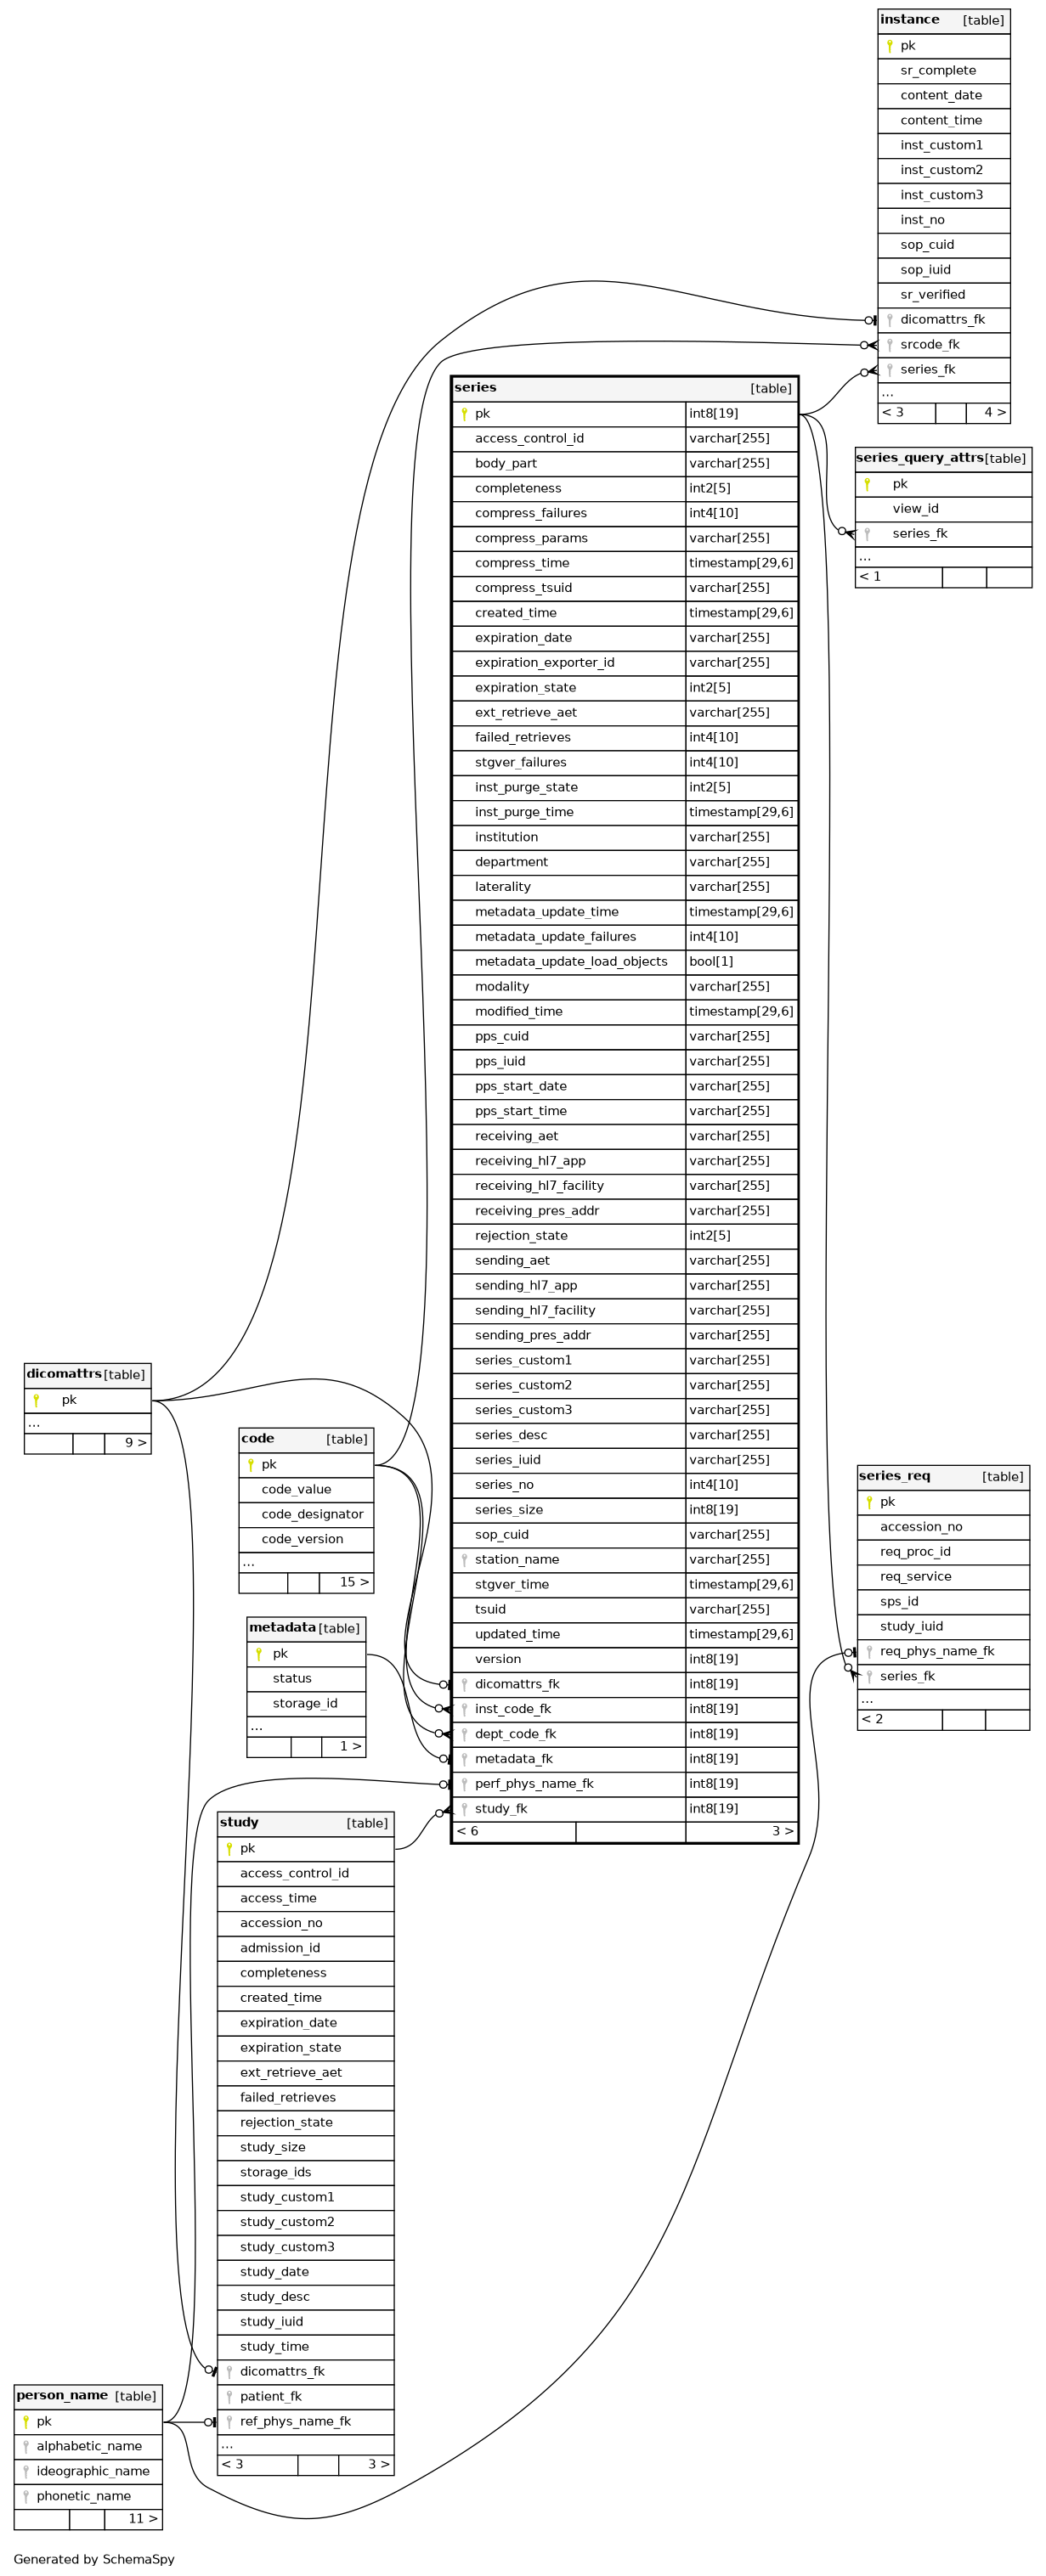 instance [table]
pk
sr_complete
content_date
content_time
inst_custom1
inst_custom2
inst_custom3
inst_no
sop_cuid
sop_iuid
sr_verified
dicomattrs_fk
srcode_fk
series_fk
...
< 3 4 >
series_query_attrs [table]
pk
view_id
series_fk
...
< 1
series [table]
pk int8[19]
access_control_id varchar[255]
body_part varchar[255]
completeness int2[5]
compress_failures int4[10]
compress_params varchar[255]
compress_time timestamp[29,6]
compress_tsuid varchar[255]
created_time timestamp[29,6]
expiration_date varchar[255]
expiration_exporter_id varchar[255]
expiration_state int2[5]
ext_retrieve_aet varchar[255]
failed_retrieves int4[10]
stgver_failures int4[10]
inst_purge_state int2[5]
inst_purge_time timestamp[29,6]
institution varchar[255]
department varchar[255]
laterality varchar[255]
metadata_update_time timestamp[29,6]
metadata_update_failures int4[10]
metadata_update_load_objects bool[1]
modality varchar[255]
modified_time timestamp[29,6]
pps_cuid varchar[255]
pps_iuid varchar[255]
pps_start_date varchar[255]
pps_start_time varchar[255]
receiving_aet varchar[255]
receiving_hl7_app varchar[255]
receiving_hl7_facility varchar[255]
receiving_pres_addr varchar[255]
rejection_state int2[5]
sending_aet varchar[255]
sending_hl7_app varchar[255]
sending_hl7_facility varchar[255]
sending_pres_addr varchar[255]
series_custom1 varchar[255]
series_custom2 varchar[255]
series_custom3 varchar[255]
series_desc varchar[255]
series_iuid varchar[255]
series_no int4[10]
series_size int8[19]
sop_cuid varchar[255]
station_name varchar[255]
stgver_time timestamp[29,6]
tsuid varchar[255]
updated_time timestamp[29,6]
version int8[19]
dicomattrs_fk int8[19]
inst_code_fk int8[19]
dept_code_fk int8[19]
metadata_fk int8[19]
perf_phys_name_fk int8[19]
study_fk int8[19]
< 6 3 >
dicomattrs [table]
pk
...
9 >
code [table]
pk
code_value
code_designator
code_version
...
15 >
series_req [table]
pk
accession_no
req_proc_id
req_service
sps_id
study_iuid
req_phys_name_fk
series_fk
...
< 2
metadata [table]
pk
status
storage_id
...
1 >
study [table]
pk
access_control_id
access_time
accession_no
admission_id
completeness
created_time
expiration_date
expiration_state
ext_retrieve_aet
failed_retrieves
rejection_state
study_size
storage_ids
study_custom1
study_custom2
study_custom3
study_date
study_desc
study_iuid
study_time
dicomattrs_fk
patient_fk
ref_phys_name_fk
...
< 3 3 >
person_name [table]
pk
alphabetic_name
ideographic_name
phonetic_name
11 >
Generated by SchemaSpy